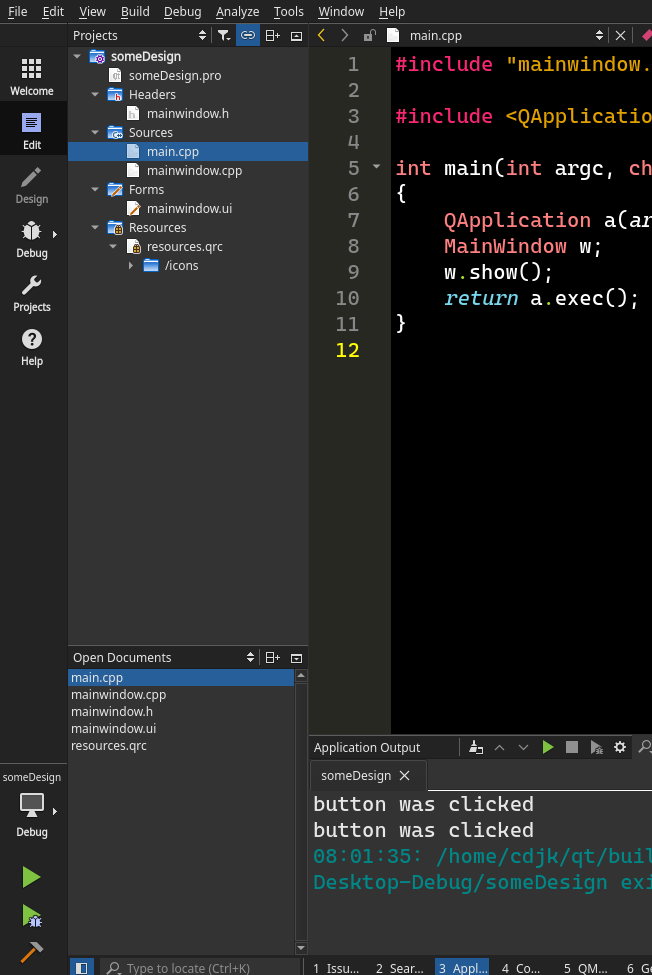 File Edit View Build Debug Analyze Tools Window Help
Projects
main.cpp
Welcome
Edit
Design
Debug
Projects
Help
someDesign
someDesign.pro
Headers
mainwindow.h
Sources
main.cpp
mainwindow.cpp
Forms
mainwindow.ui
Resources
resources.qrc
/icons
1 #include "mainwindow.
2
3 #include <QApplicatio
4
5 int main(int argc, ch
6 {
7 QApplication a(ar
8 MainWindow w;
9 w.show();
10 return a.exec();
11 }
12
Open Documents
main.cpp
mainwindow.cpp
mainwindow.h
mainwindow.ui
resources.qrc
someDesign
Debug
Application Output
someDesign
button was clicked
button was clicked
08:01:35: /home/cdjk/qt/buil
Desktop-Debug/someDesign exi
Type to locate (Ctrl+K)
1 Issu... 2 Sear... 3 Appl... 4 Co... 5 QM... 6 G